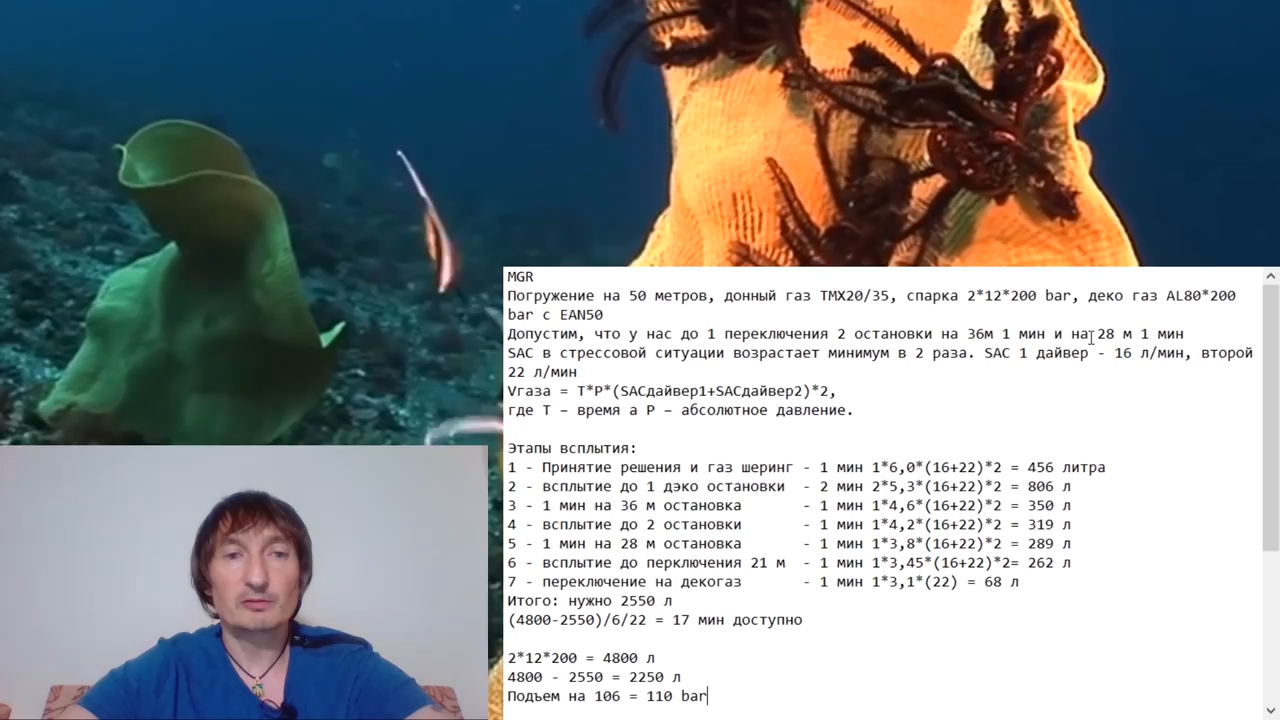 MGR
Погружение на 50 метров, донный газ TMX20/35, спарка 2*12*200 bar, деко газ AL80*200
bar с EAN50
Допустим, что у нас до 1 переключения 2 остановки на 36м 1 мин и на 28 м 1 мин
SAC в стрессовой ситуации возрастает минимум в 2 раза. SAC 1 дайвер - 16 л/мин, второй
22 л/мин
Vгаза = T*P*(SACдайвер1+SACдайвер2)*2,
где T – время а P – абсолютное давление.
Этапы всплытия:
1 - Принятие решения и газ шеринг - 1 мин 1*6,0*(16+22)*2 = 456 литра
2 - всплытие до 1 дэко остановки - 2 мин 2*5,3*(16+22)*2 = 806 л
3 - 1 мин на 36 м остановка - 1 мин 1*4,6*(16+22)*2 = 350 л
4 - всплытие до 2 остановки - 1 мин 1*4,2*(16+22)*2 = 319 л
5 - 1 мин на 28 м остановка - 1 мин 1*3,8*(16+22)*2 = 289 л
6 - всплытие до перключения 21 м - 1 мин 1*3,45*(16+22)*2= 262 л
7 - переключение на декогаз - 1 мин 1*3,1*(22) = 68 л
Итого: нужно 2550 л
(4800-2550)/6/22 = 17 мин доступно
2*12*200 = 4800 л
4800 - 2550 = 2250 л
Подъем на 106 = 110 bar